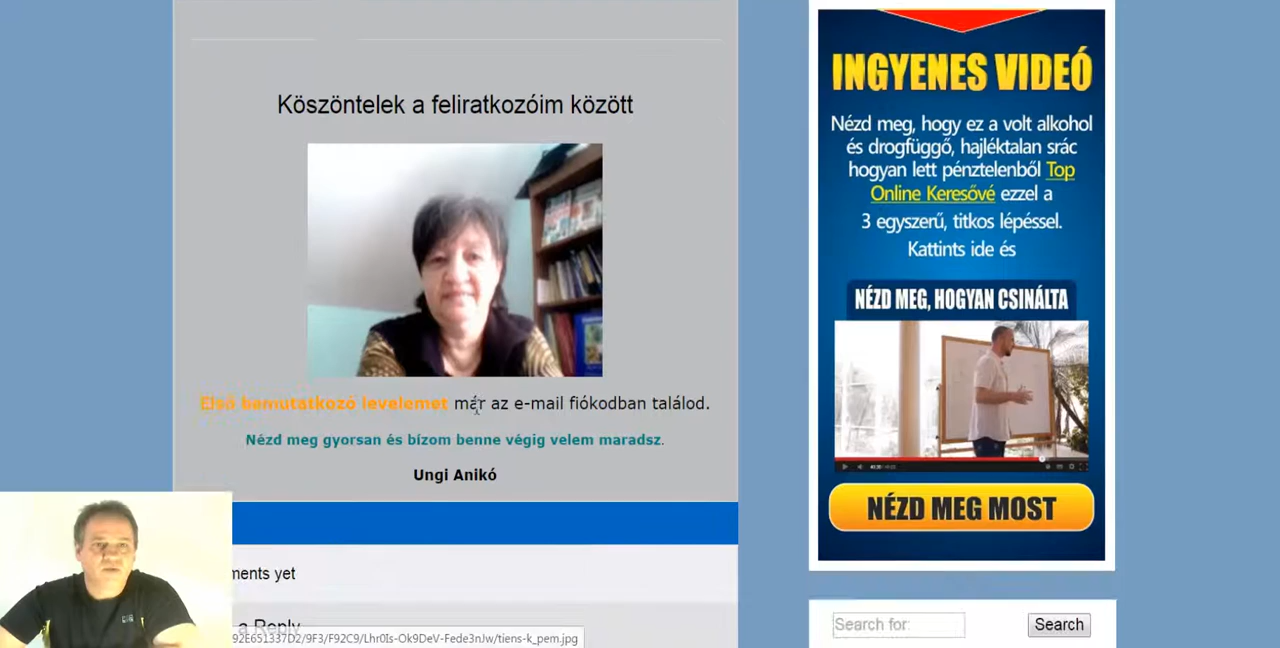 Köszöntelek a feliratkozóim között
Első bamutatkozó levelemet már az e-mail fiókodban találod.
Nézd meg gyorsan és bízom benne végig velem maradsz.
Ungi Anikó
ments yet
a Reply
92E651337D2/9F3/F92C9/Lhr0Is-Ok9DeV-Fede3nJw/tiens-k_pem.jpg
INGYENES VIDEÓ
Nézd meg, hogy ez a volt alkohol
és drogfüggő, hajléktalan srác
hogyan lett pénztelenből Top
Online Keresővé ezzel a
3 egyszerű, titkos lépéssel.
Kattints ide és
NÉZD MEG, HOGYAN CSINÁLTA
NÉZD MEG MOST
Search for:
Search